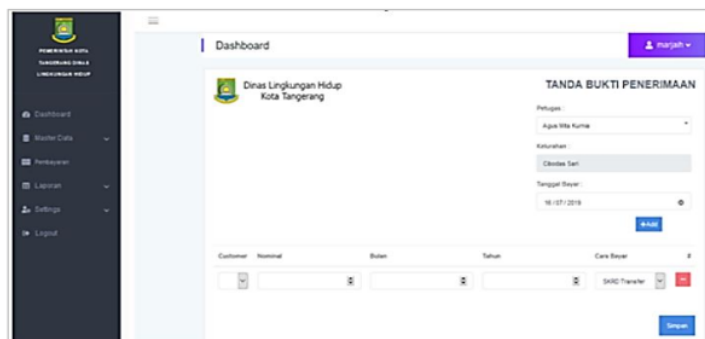 PEMERINTAH KOTA
TANGERANG DINAS
LINGKUNGAN HIDUP
Dashboard
Master Data
Pembayaran
Laporan
Settings
Logout
Dashboard
marjaih
Dinas Lingkungan Hidup
Kota Tangerang
TANDA BUKTI PENERIMAAN
Petugas :
Agus Mita Kurnia
Kelurahan :
Cibodas Sari
Tanggal Bayar :
16/07/2019
+Add
Customer Nominal Bulan Tahun Cara Bayar #
SKRD Transfer
Simpan